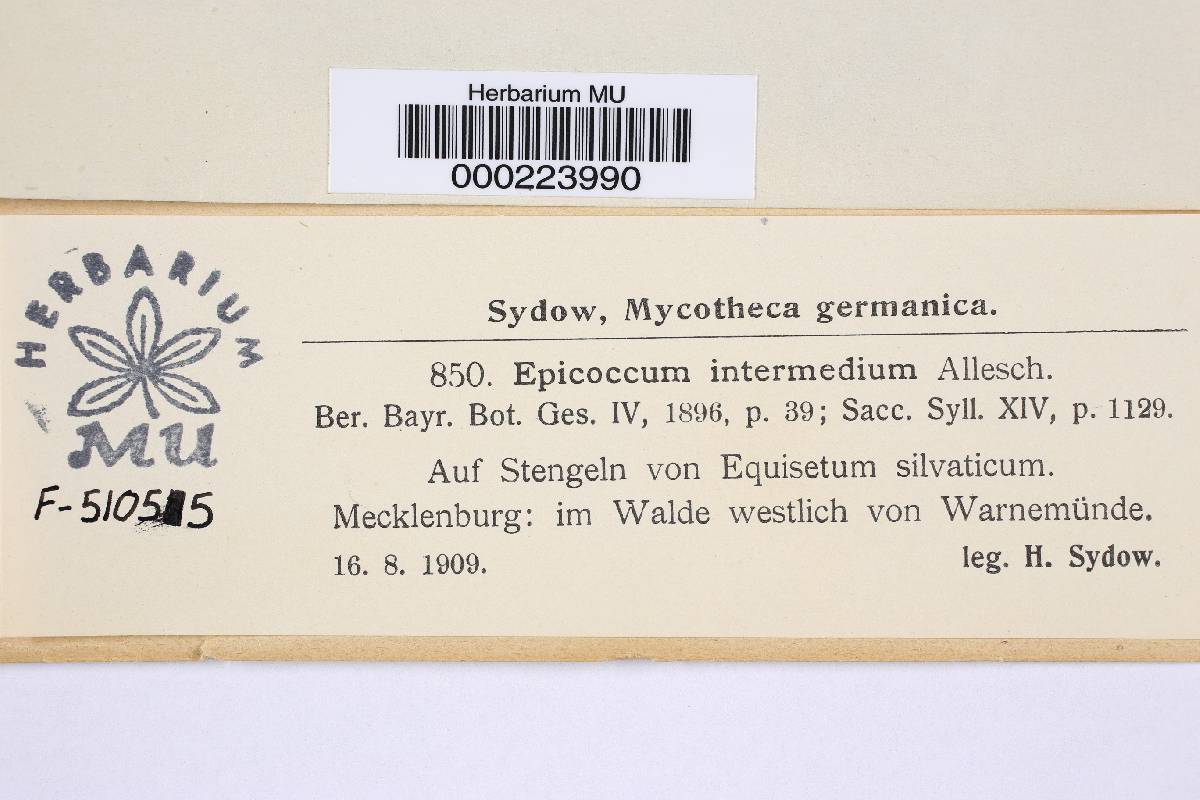 Herbarium MU
000223990
HERBARIUM
MU
Sydow, Mycotheca germanica.
850. Epicoccum intermedium Allesch.
Ber. Bayr. Bot. Ges. IV, 1896, p. 39; Sacc. Syll. XIV, p. 1129.
Auf Stengeln von Equisetum silvaticum.
Mecklenburg: im Walde westlich von Warnemünde.
16. 8. 1909.
leg. H. Sydow.